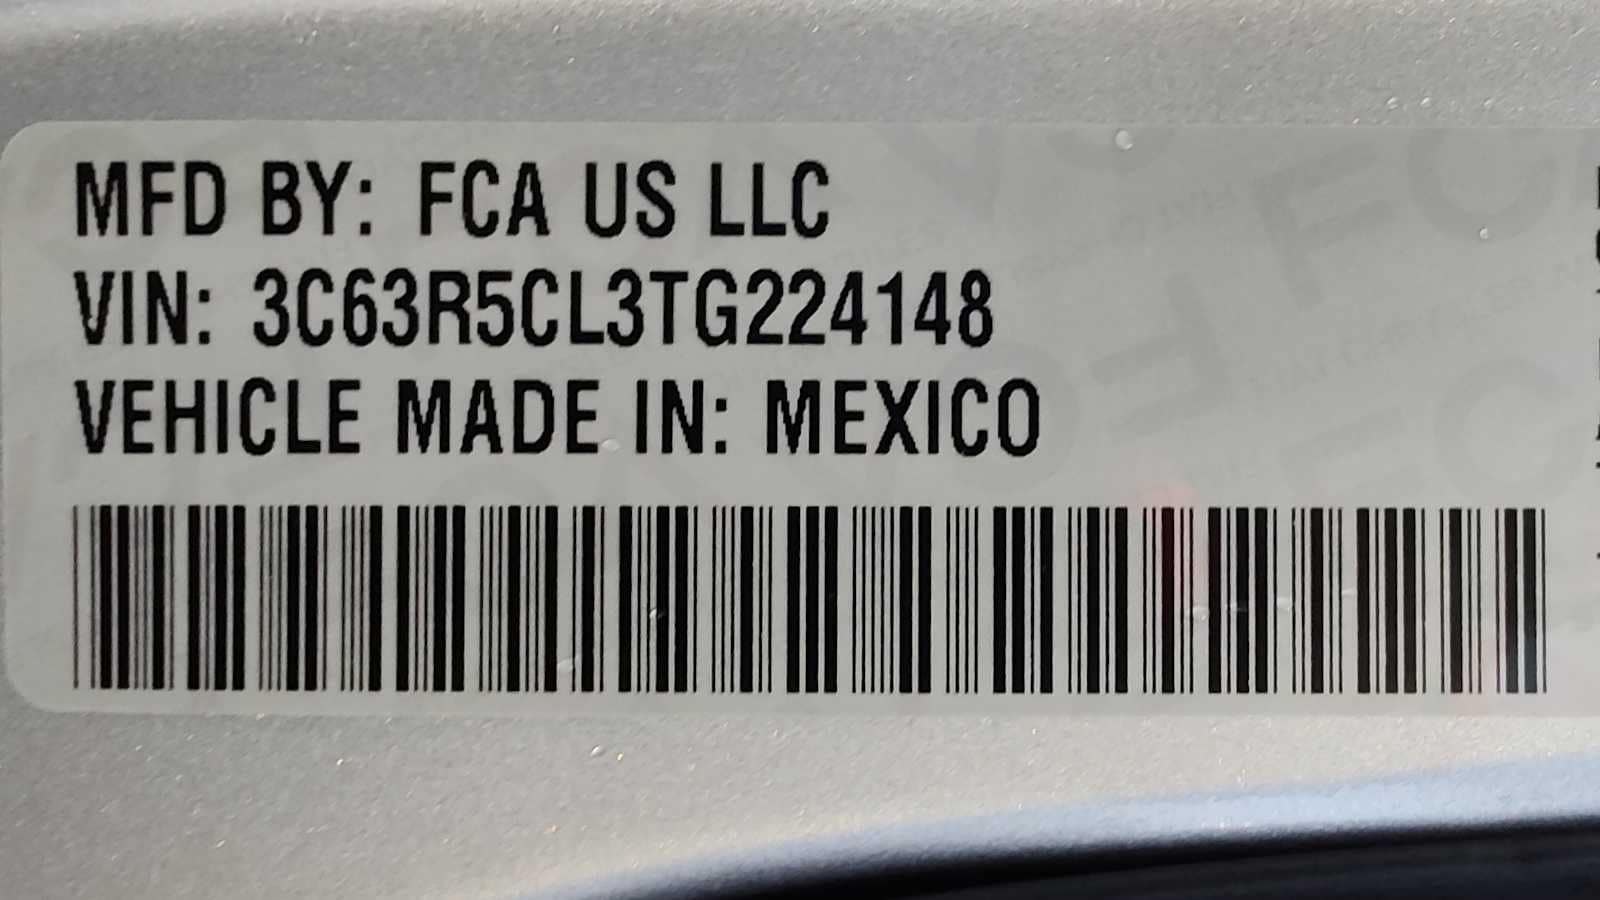 MFD BY: FCA US LLC
VIN: 3C63R5CL3TG224148
VEHICLE MADE IN: MEXICO